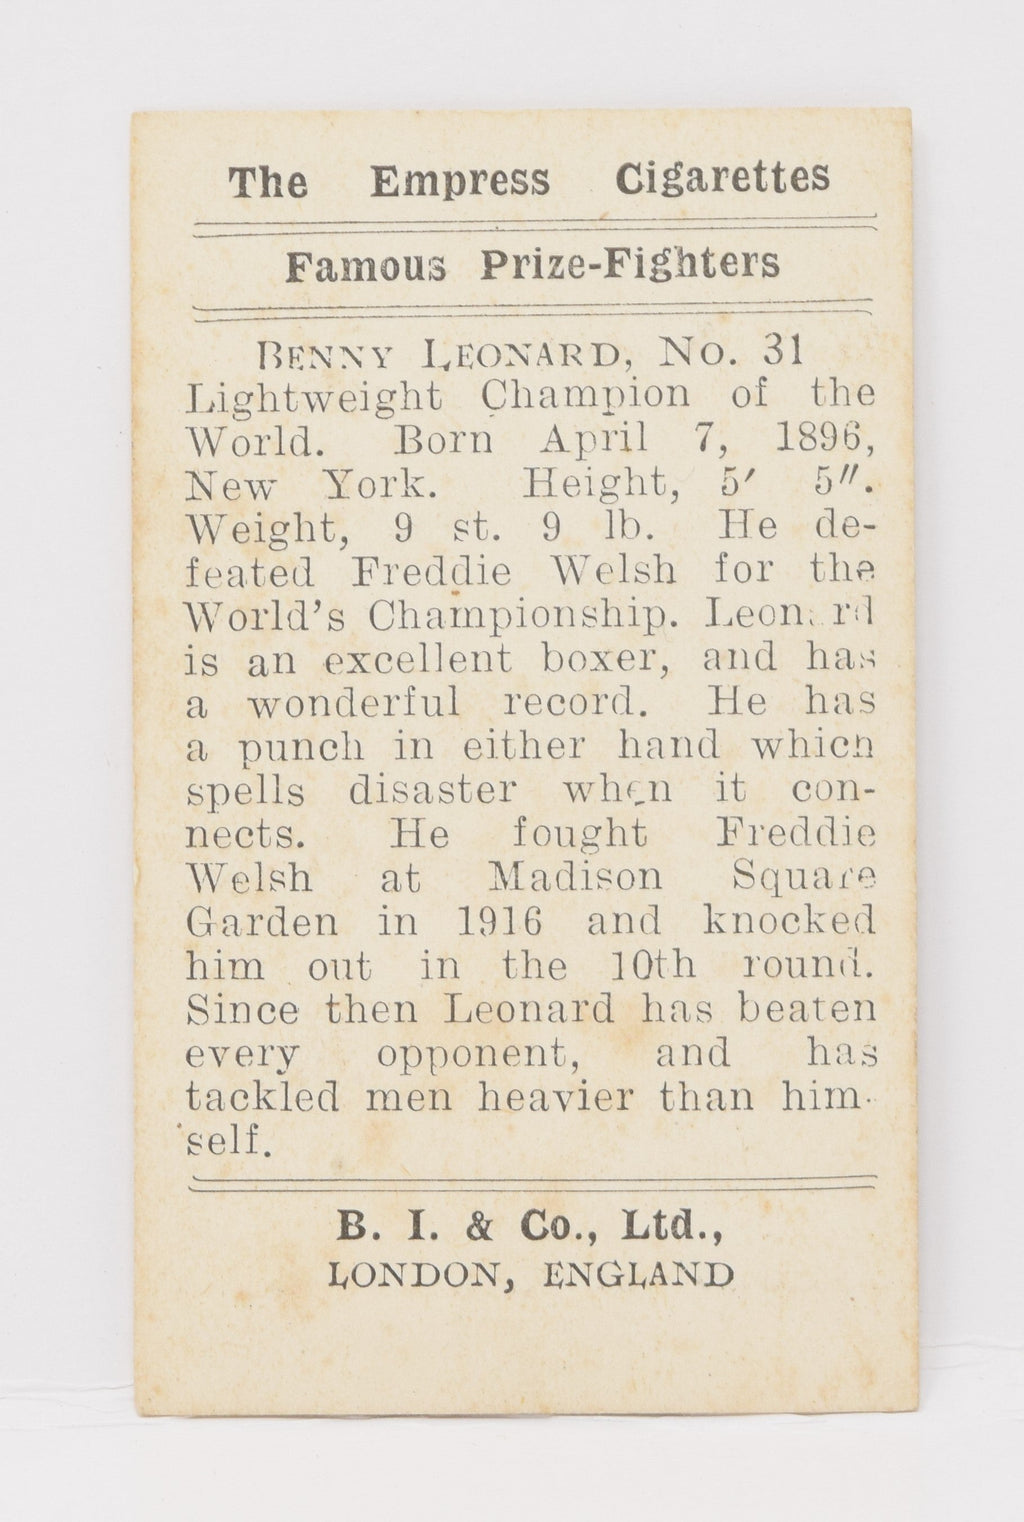 The Empress Cigarettes
Famous Prize-Fighters
BENNY LEONARD, No. 31
Lightweight Champion of the
World. Born April 7, 1896,
New York. Height, 5′ 5″.
Weight, 9 st. 9 lb. He de-
feated Freddie Welsh for the
World's Championship. Leonard
is an excellent boxer, and has
a wonderful record. He has
a punch in either hand which
spells disaster when it con-
nects. He fought Freddie
Welsh at Madison Square
Garden in 1916 and knocked
him out in the 10th round.
Since then Leonard has beaten
every opponent, and has
tackled men heavier than him-
self.
B. I. & Co., Ltd.,
LONDON, ENGLAND